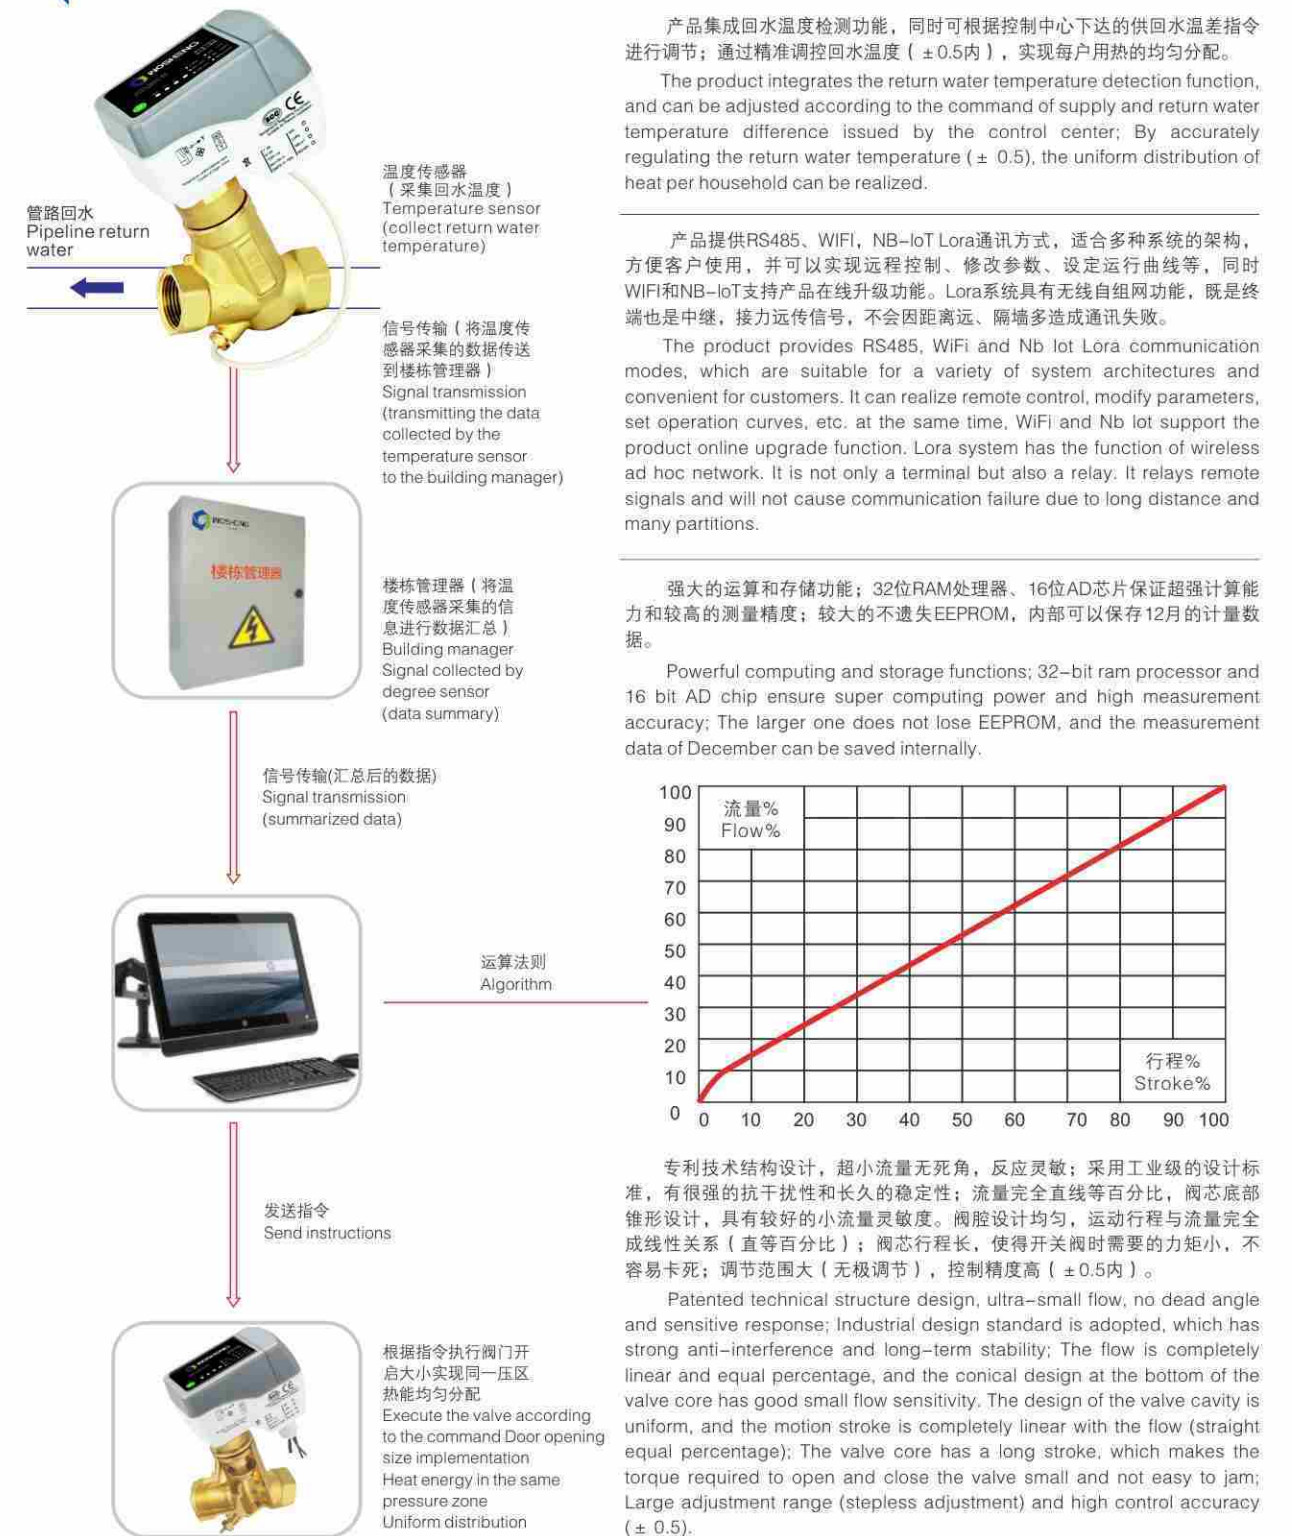 WOSHENG
CE
管路回水
Pipeline return
water
温度传感器
(采集回水温度)
Temperature sensor
(collect return water
temperature)
信号传输(将温度传
感器采集的数据传送
到楼栋管理器)
Signal transmission
(transmitting the data
collected by the
temperature sensor
to the building manager)
WOSHENG
楼栋管理器
楼栋管理器(将温
度传感器采集的信
息进行数据汇总)
Building manager
Signal collected by
degree sensor
(data summary)
信号传输(汇总后的数据)
Signal transmission
(summarized data)
运算法则
Algorithm
发送指令
Send instructions
CE
根据指令执行阀门开
启大小实现同一压区
热能均匀分配
Execute the valve according
to the command Door opening
size implementation
Heat energy in the same
pressure zone
Uniform distribution
产品集成回水温度检测功能，同时可根据控制中心下达的供回水温差指令
进行调节；通过精准调控回水温度(±0.5内)，实现每户用热的均匀分配。
The product integrates the return water temperature detection function,
and can be adjusted according to the command of supply and return water
temperature difference issued by the control center; By accurately
regulating the return water temperature (± 0.5), the uniform distribution of
heat per household can be realized.
产品提供RS485、WIFI，NB-IoT Lora通讯方式，适合多种系统的架构，
方便客户使用，并可以实现远程控制、修改参数、设定运行曲线等，同时
WIFI和NB-IoT支持产品在线升级功能。Lora系统具有无线自组网功能，既是终
端也是中继，接力远传信号，不会因距离远、隔墙多造成通讯失败。
The product provides RS485, WiFi and Nb Iot Lora communication
modes, which are suitable for a variety of system architectures and
convenient for customers. It can realize remote control, modify parameters,
set operation curves, etc. at the same time, WiFi and Nb Iot support the
product online upgrade function. Lora system has the function of wireless
ad hoc network. It is not only a terminal but also a relay. It relays remote
signals and will not cause communication failure due to long distance and
many partitions.
强大的运算和存储功能；32位RAM处理器、16位AD芯片保证超强计算能
力和较高的测量精度；较大的不遗失EEPROM，内部可以保存12月的计量数
据。
Powerful computing and storage functions; 32-bit ram processor and
16 bit AD chip ensure super computing power and high measurement
accuracy; The larger one does not lose EEPROM, and the measurement
data of December can be saved internally.
流量%
Flow%
100
90
80
70
60
50
40
30
20
10
0
行程%
Stroke%
0 10 20 30 40 50 60 70 80 90 100
专利技术结构设计，超小流量无死角，反应灵敏；采用工业级的设计标
准，有很强的抗干扰性和长久的稳定性；流量完全直线等百分比，阀芯底部
锥形设计，具有较好的小流量灵敏度。阀腔设计均匀，运动行程与流量完全
成线性关系(直等百分比)；阀芯行程长，使得开关阀时需要的力矩小，不
容易卡死；调节范围大(无极调节)，控制精度高(±0.5内)。
Patented technical structure design, ultra-small flow, no dead angle
and sensitive response; Industrial design standard is adopted, which has
strong anti-interference and long-term stability; The flow is completely
linear and equal percentage, and the conical design at the bottom of the
valve core has good small flow sensitivity. The design of the valve cavity is
uniform, and the motion stroke is completely linear with the flow (straight
equal percentage); The valve core has a long stroke, which makes the
torque required to open and close the valve small and not easy to jam;
Large adjustment range (stepless adjustment) and high control accuracy
(± 0.5).